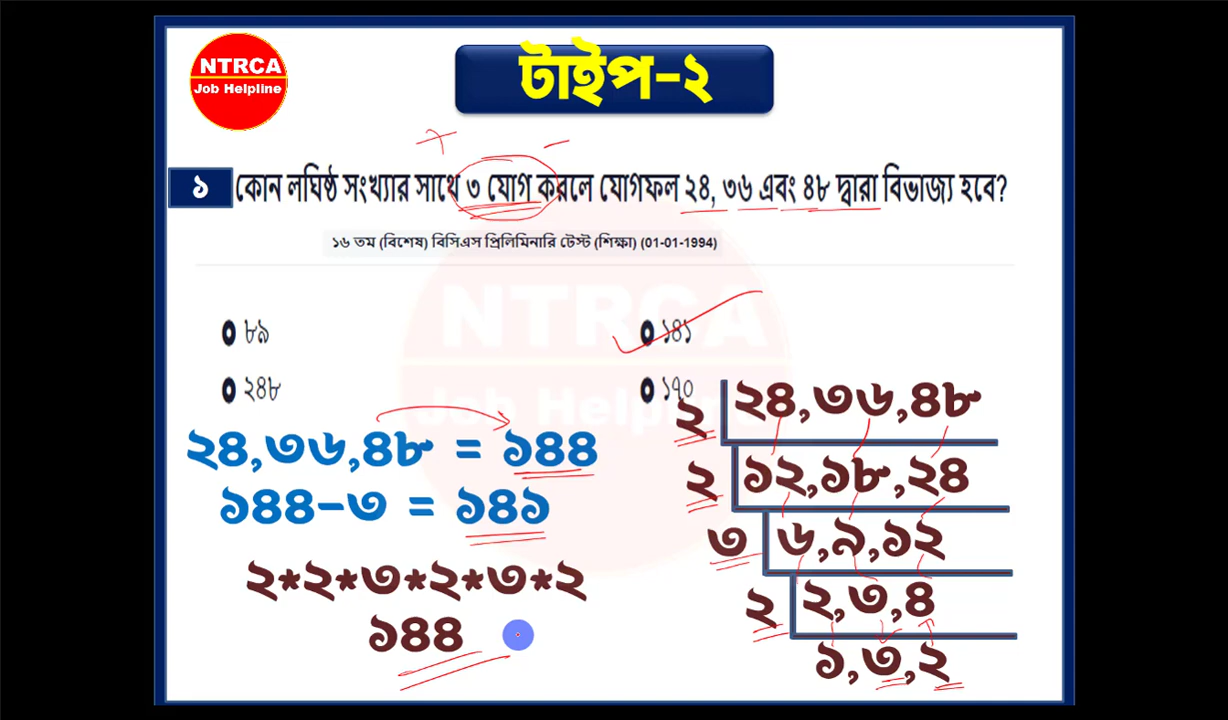 NTRCA
Job Helpline
টাইপ-২
১ কোন লঘিষ্ঠ সংখ্যার সাথে ৩ যোগ করলে যোগফল ২৪, ৩৬ এবং ৪৮ দ্বারা বিভাজ্য হবে?
১৬ তম (বিশেষ) বিসিএস প্রিলিমিনারি টেস্ট (শিক্ষা) (01-01-1994)
NTRCA
Job Helpline
৮৯
১৪১
২৪৮
১৭০
২৪,৩৬,৪৮ = ১৪৪
১৪৪-৩ = ১৪১
২*২*৩*২*৩*২
১৪৪
২ ২৪,৩৬,৪৮
২ ১২,১৮,২৪
৩ ৬,৯,১২
২ ২,৩,৪
১,৩,২